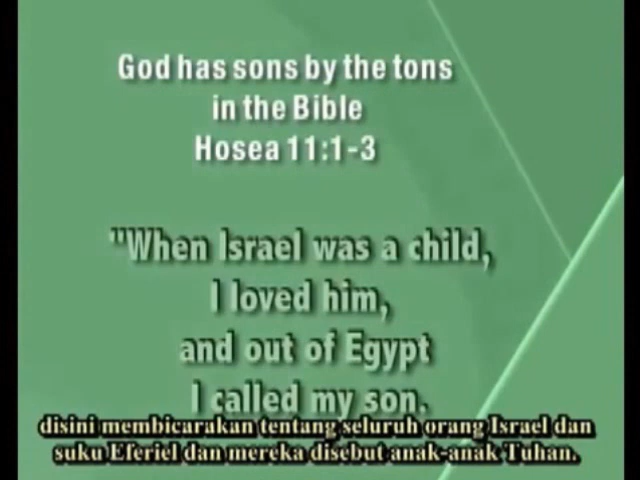 God has sons by the tons
in the Bible
Hosea 11:1-3
"When Israel was a child,
I loved him,
and out of Egypt
I called my son.
disini membicarakan tentang seluruh orang Israel dan
suku Eferiel dan mereka disebut anak-anak Tuhan.